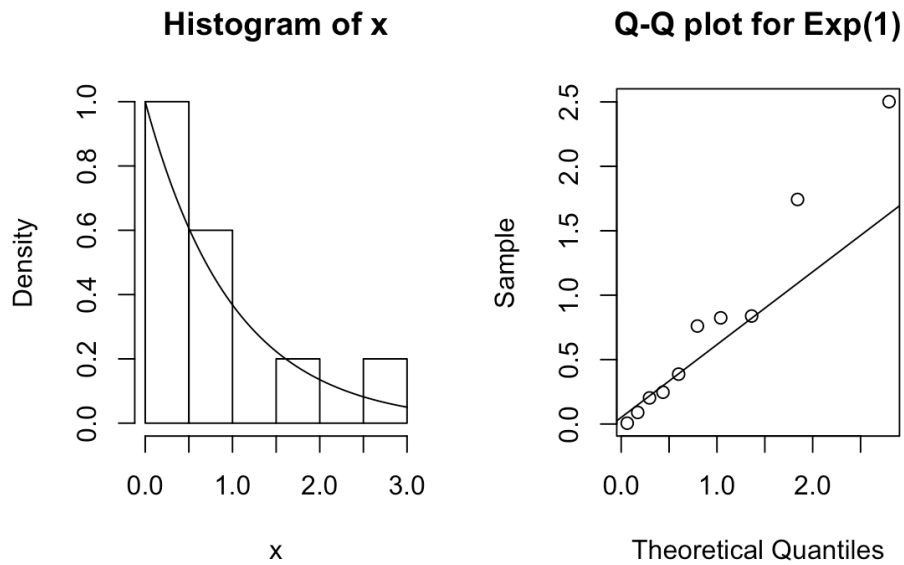 Histogram of x
Density
0.0 0.2 0.4 0.6 0.8 1.0
0.0 1.0 2.0 3.0
x
Q-Q plot for Exp(1)
Sample
0.0 0.5 1.0 1.5 2.0 2.5
0.0 1.0 2.0
Theoretical Quantiles